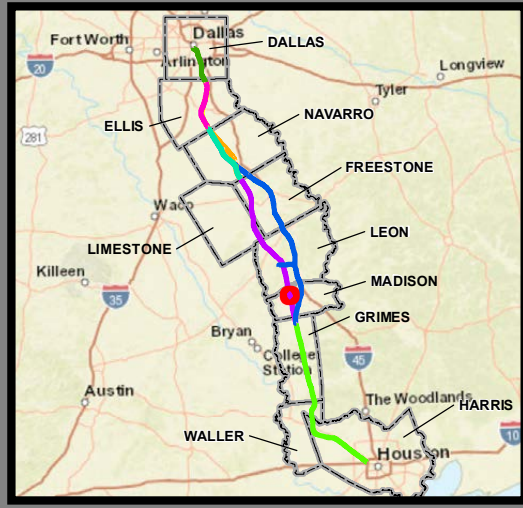 Dallas
Fort Worth
DALLAS
Arlington
Longview
20
Tyler
NAVARRO
ELLIS
281
FREESTONE
Waco
LEON
LIMESTONE
Killeen
MADISON
35
GRIMES
Bryan
College
Station
45
Austin
The Woodlands
HARRIS
WALLER
10
Houston